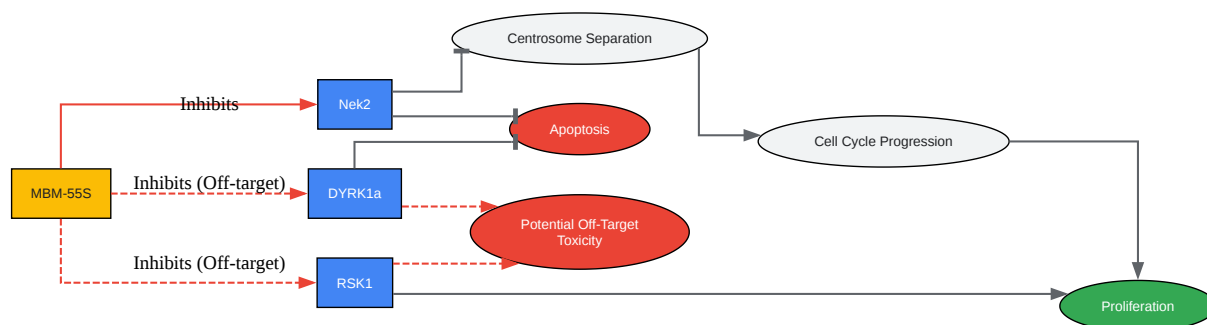 Centrosome Separation
Inhibits
Nek2
Apoptosis
Cell Cycle Progression
MBM-55S
Inhibits (Off-target)
DYRK1a
Potential Off-Target
Toxicity
Inhibits (Off-target)
RSK1
Proliferation